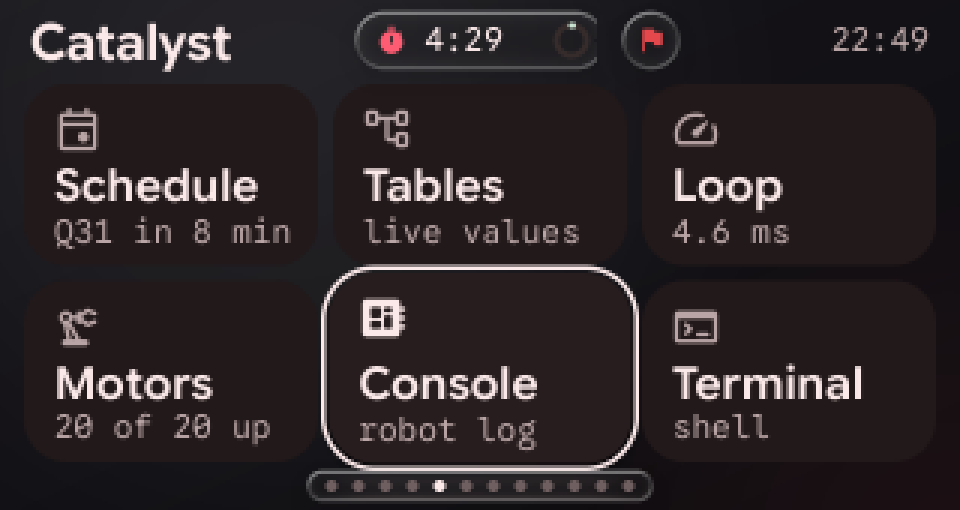 Catalyst
4:29
22:49
Schedule
Q31 in 8 min
Tables
live values
Loop
4.6 ms
Motors
20 of 20 up
Console
robot log
Terminal
shell